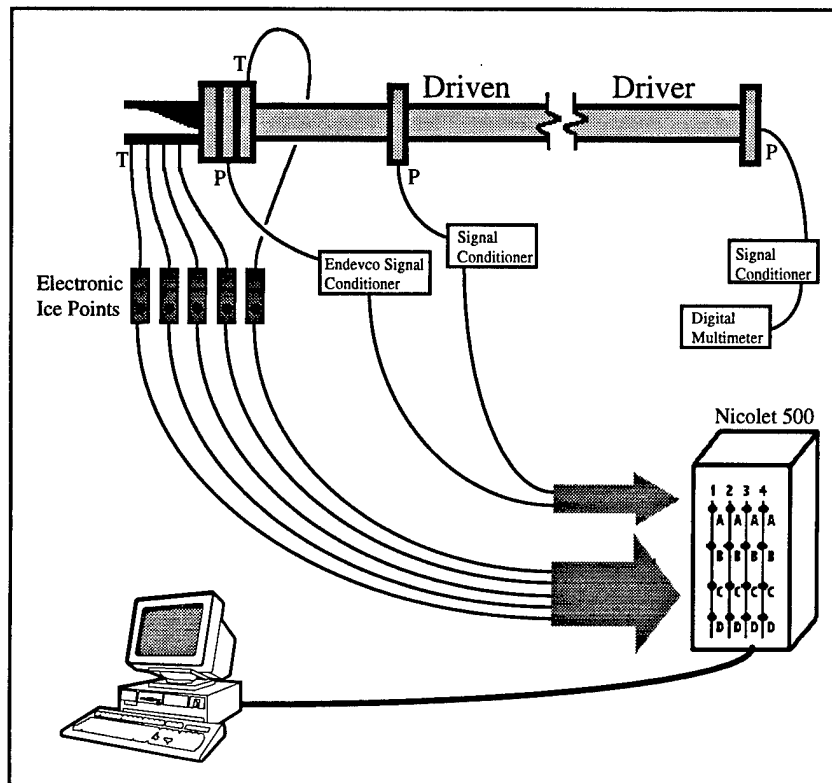 T
Driven
Driver
T
P
P
P
Signal
Conditioner
Endevco Signal
Conditioner
Signal
Conditioner
Electronic
Ice Points
Digital
Multimeter
Nicolet 500
1 2 3 4
A A A A
B B B B
C C C C
D D D D